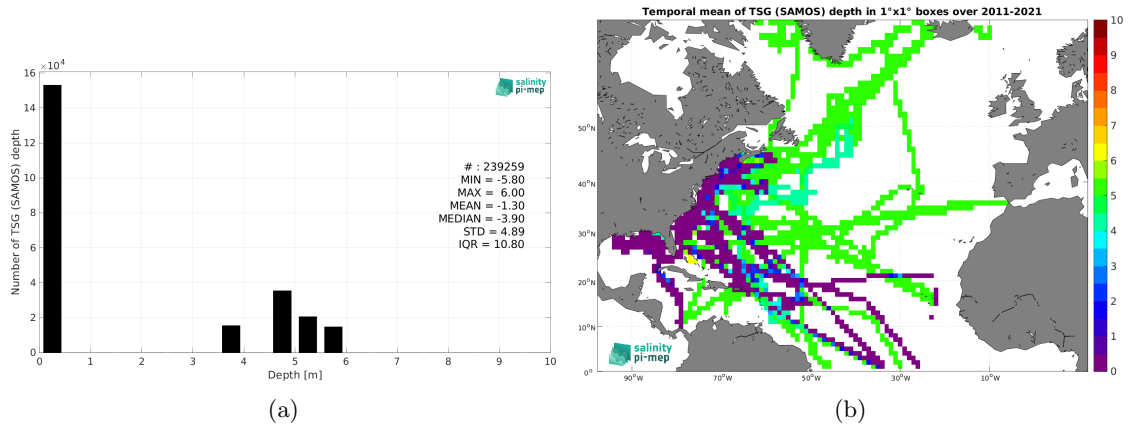 ×10⁴
16
14
12
10
8
6
4
2
0
Number of TSG (SAMOS) depth
salinity
pi-mep
# : 239259
MIN = -5.80
MAX = 6.00
MEAN = -1.30
MEDIAN = -3.90
STD = 4.89
IQR = 10.80
0 1 2 3 4 5 6 7 8 9 10
Depth [m]
(a)
Temporal mean of TSG (SAMOS) depth in 1°x1° boxes over 2011-2021
50°N
40°N
30°N
20°N
10°N
0°
90°W 70°W 50°W 30°W 10°W
salinity
pi-mep
10
9
8
7
6
5
4
3
2
1
0
(b)